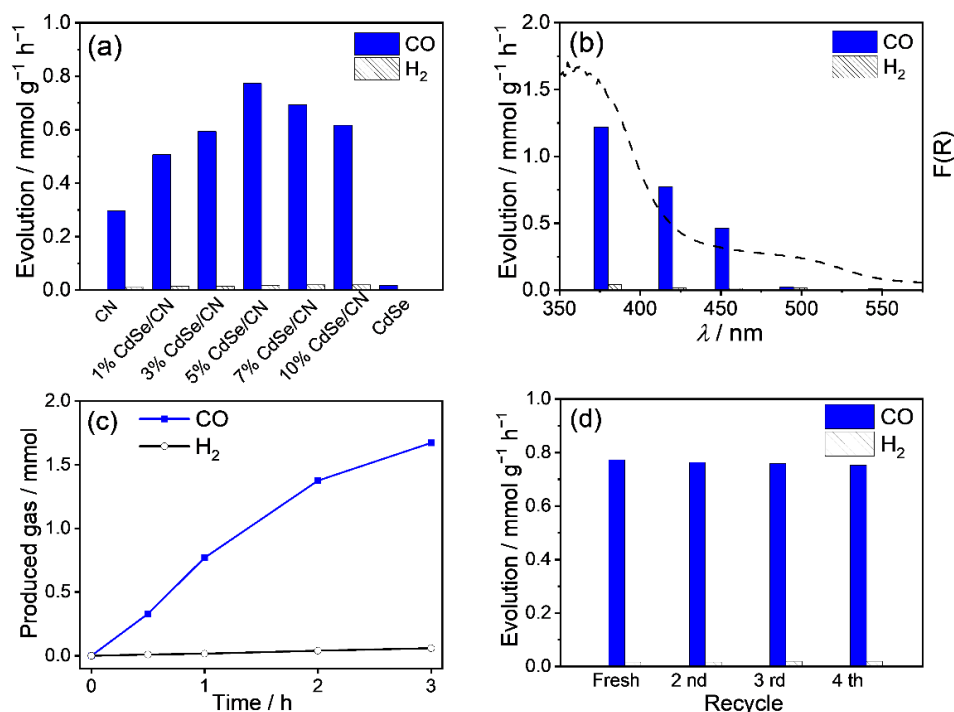 (a)
CO
H₂
Evolution / mmol g⁻¹ h⁻¹
1.0
0.8
0.6
0.4
0.2
0.0
CN
1% CdSe/CN
3% CdSe/CN
5% CdSe/CN
7% CdSe/CN
10% CdSe/CN
CdSe
(b)
CO
H₂
Evolution / mmol g⁻¹ h⁻¹
2.0
1.5
1.0
0.5
0.0
350 400 450 500 550
λ / nm
F(R)
(c)
CO
H₂
Produced gas / mmol
2.0
1.5
1.0
0.5
0.0
0 1 2 3
Time / h
(d)
CO
H₂
Evolution / mmol g⁻¹ h⁻¹
1.0
0.8
0.6
0.4
0.2
0.0
Fresh 2 nd 3 rd 4 th
Recycle